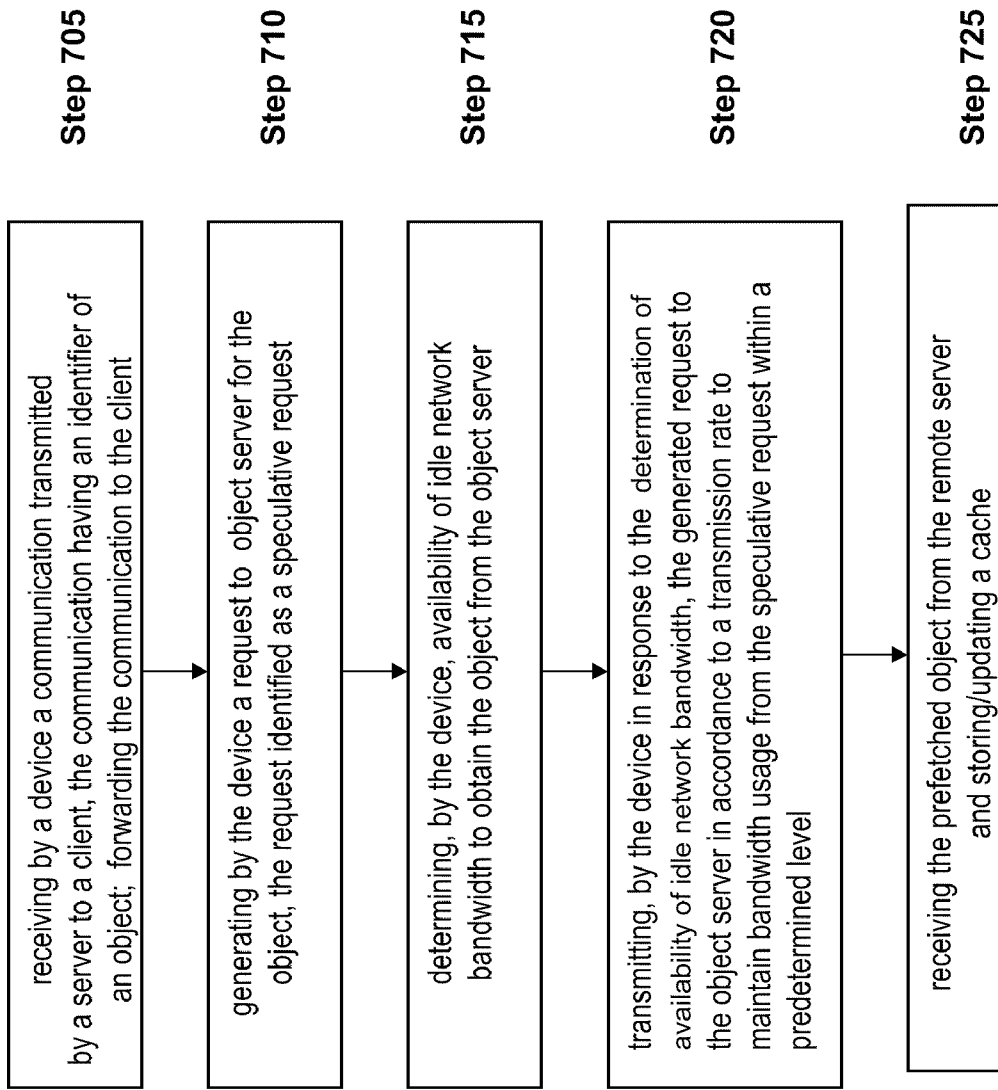 receiving by a device a communication transmitted
by a server to a client, the communication having an identifier of
an object; forwarding the communication to the client
Step 705
generating by the device a request to object server for the
object, the request identified as a speculative request
Step 710
determining, by the device, availability of idle network
bandwidth to obtain the object from the object server
Step 715
transmitting, by the device in response to the determination of
availability of idle network bandwidth, the generated request to
the object server in accordance to a transmission rate to
maintain bandwidth usage from the speculative request within a
predetermined level
Step 720
receiving the prefetched object from the remote server
and storing/updating a cache
Step 725